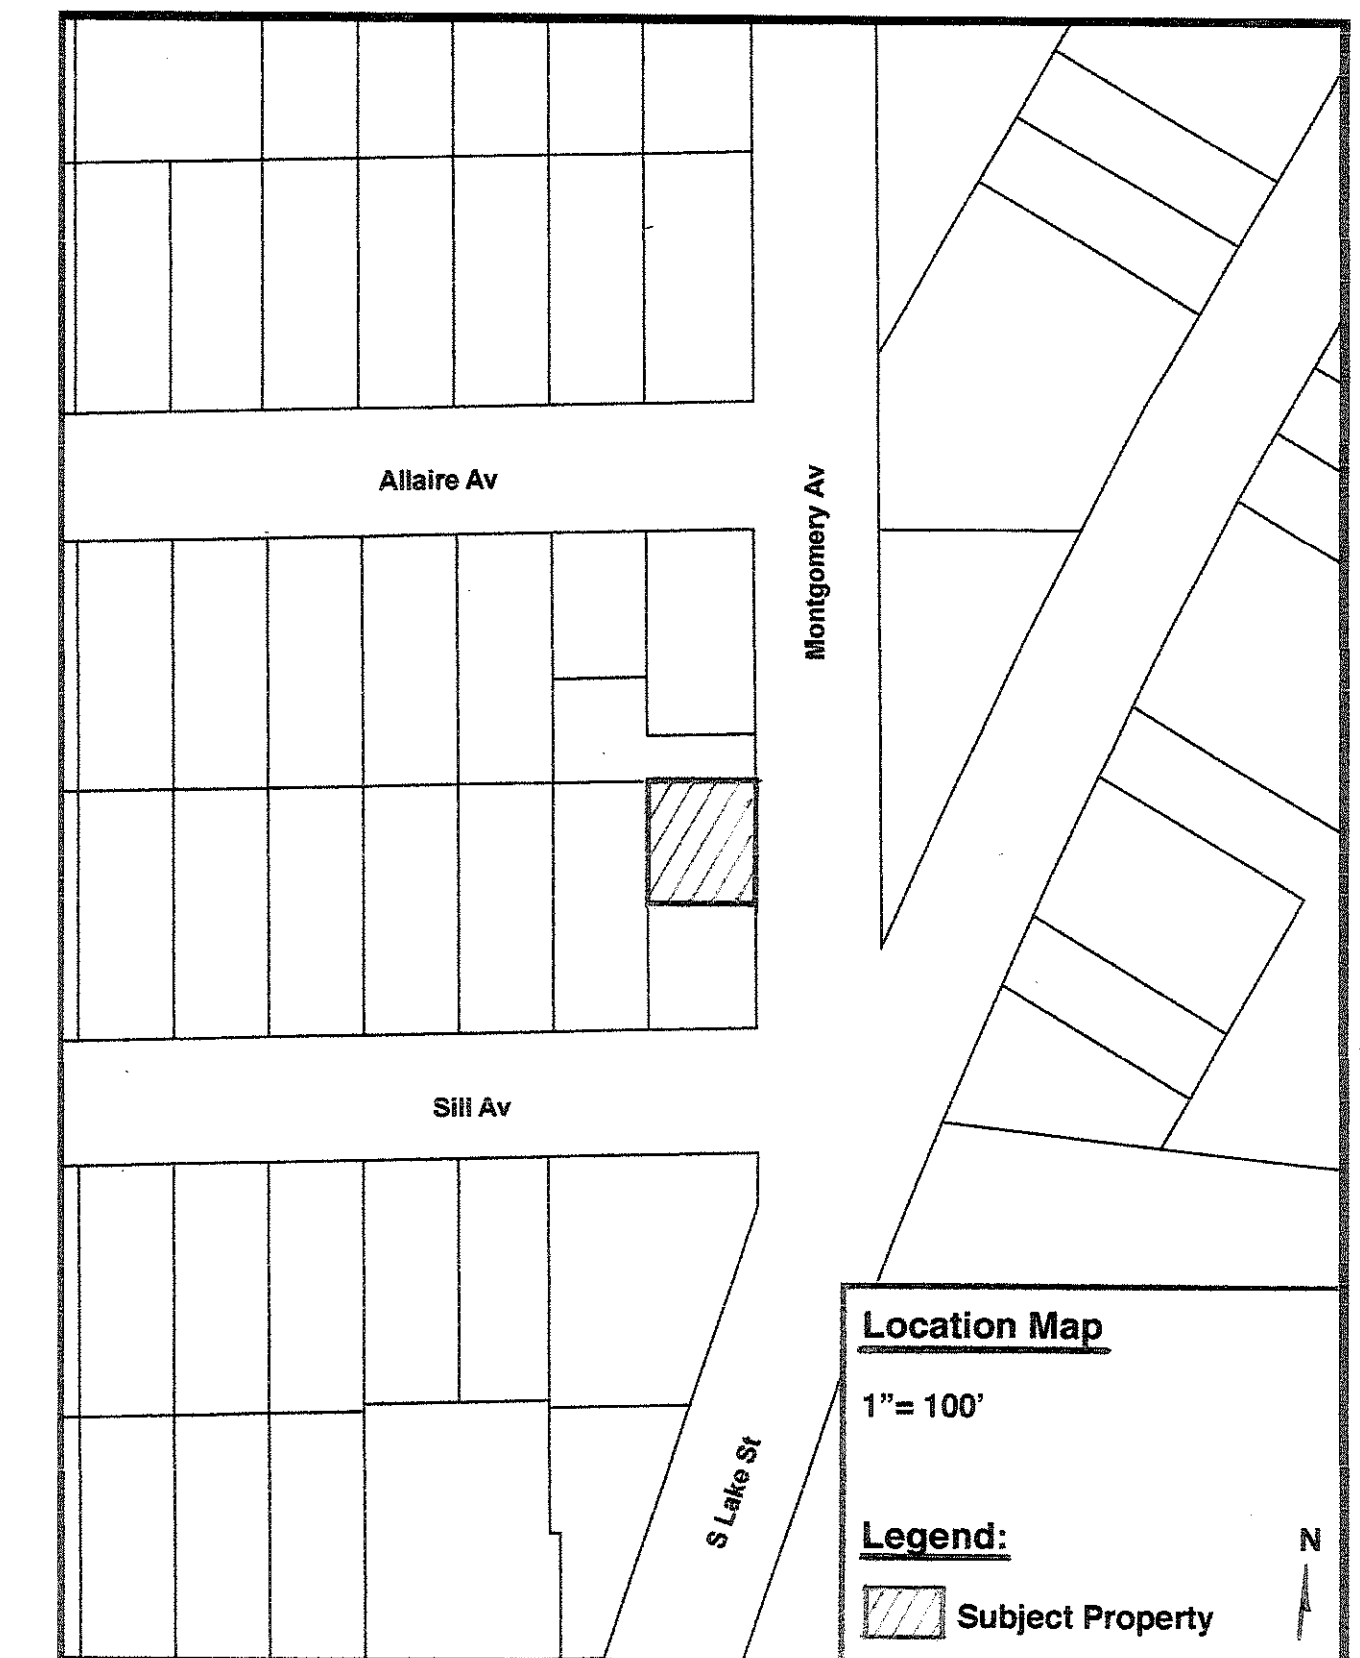 Allaire Av
Montgomery Av
Sill Av
S Lake St
Location Map
1”= 100’
Legend:
N
Subject Property